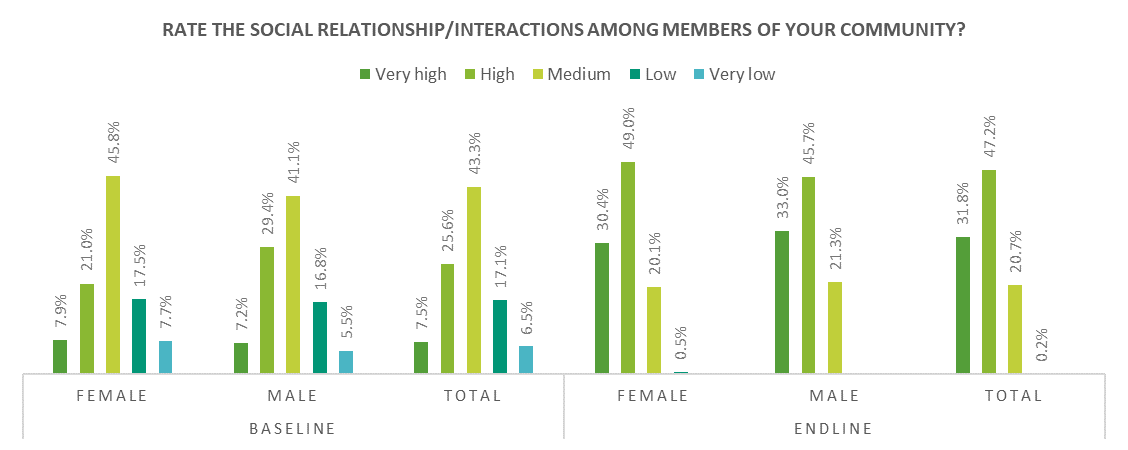 RATE THE SOCIAL RELATIONSHIP/INTERACTIONS AMONG MEMBERS OF YOUR COMMUNITY?
Very high High Medium Low Very low
7.9% 21.0% 45.8% 17.5% 7.7% 7.2% 29.4% 41.1% 16.8% 5.5% 7.5% 25.6% 43.3% 17.1% 6.5% 30.4% 49.0% 20.1% 0.5% 33.0% 45.7% 21.3% 31.8% 47.2% 20.7% 0.2%
FEMALE MALE TOTAL FEMALE MALE TOTAL
BASELINE ENDLINE